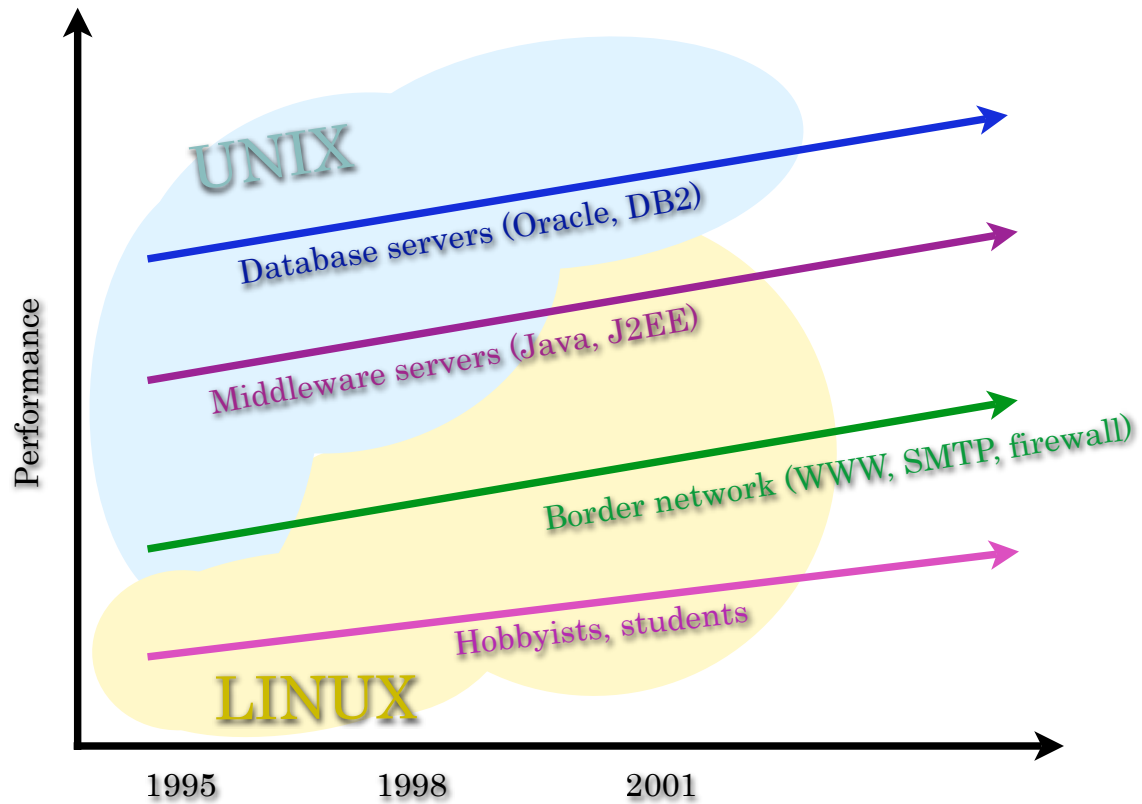 UNIX
Database servers (Oracle, DB2)
Middleware servers (Java, J2EE)
Performance
Border network (WWW, SMTP, firewall)
Hobbyists, students
LINUX
1995
1998
2001